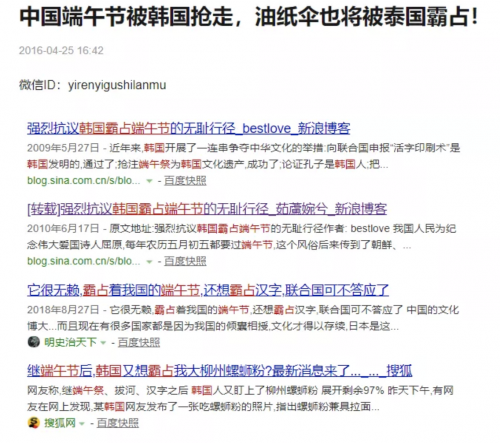 中国端午节被韩国抢走，油纸伞也将被泰国霸占！
2016-04-25 16:42
微信ID：yirenyigushilanmu
强烈抗议韩国霸占端午节的无耻行径_bestlove_新浪博客
2009年5月27日 - 近年来,韩国开展了一连串争夺中华文化的举措:向联合国申报“活字印刷术”是
韩国发明的,通过了;抢注端午祭为韩国文化遗产,成功了;论证孔子是韩国人;把...
blog.sina.com.cn/s/blo... - 百度快照
[转载]强烈抗议韩国霸占端午节的无耻行径_茹蘆婉兮_新浪博客
2010年6月17日 - 原文地址:强烈抗议韩国霸占端午节的无耻行径作者: bestlove 我国人民为纪
念伟大爱国诗人屈原,每年农历五月初五都要过端午节,这个风俗后来传到了朝鲜、...
blog.sina.com.cn/s/blo... - 百度快照
它很无赖,霸占着我国的端午节,还想霸占汉字,联合国可不答应了
2018年8月27日 - 它很无赖,霸占着我国的端午节,还想霸占汉字,联合国可不答应了 中国的文化
博大...而且现在有很多国家都是因为我国的倾囊相授,文化才得以存续,日本是这...
明史治天下 - 百度快照
继端午节后,韩国又想霸占我大柳州螺蛳粉?最新消息来了..._..._搜狐
网友称,继端午祭、拔河、汉字之后 韩国人又盯上了柳州螺蛳粉 展开剩余97% 昨天下午,有网
友在网上发现,某韩国网友发布了一张吃螺蛳粉的照片,指出螺蛳粉兼具拉面...
搜狐网 - 百度快照